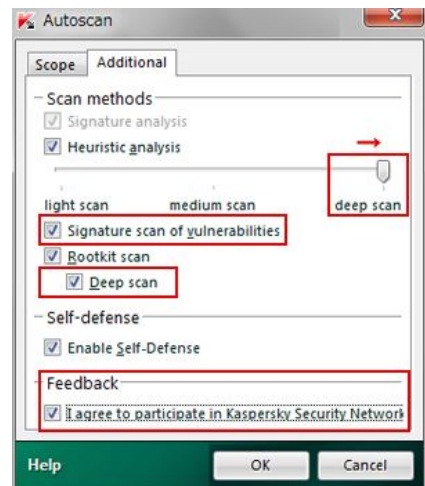 Autoscan
Scope Additional
Scan methods
Signature analysis
Heuristic analysis
light scan medium scan deep scan
Signature scan of vulnerabilities
Rootkit scan
Deep scan
Self-defense
Enable Self-Defense
Feedback
I agree to participate in Kaspersky Security Network
Help OK Cancel